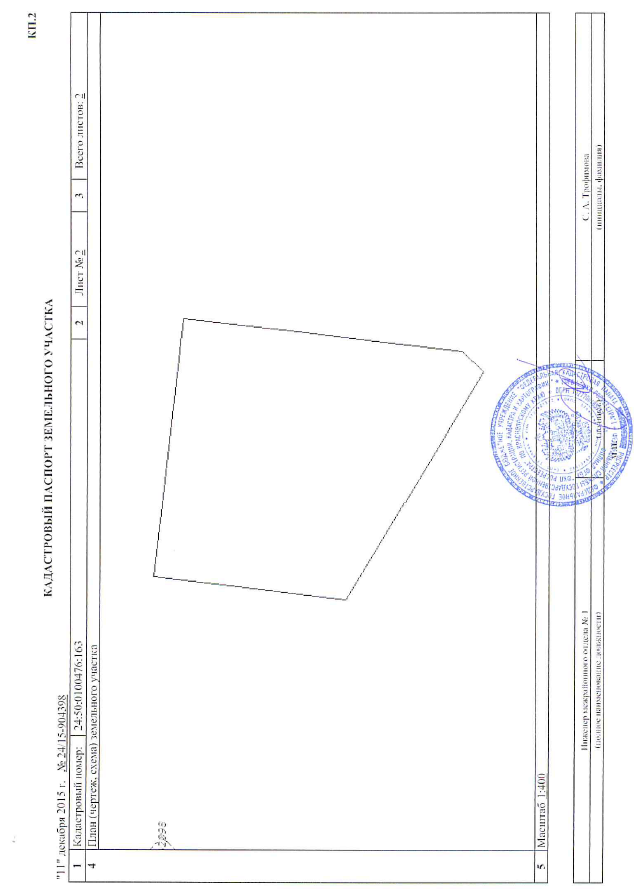 КП.2
КАДАСТРОВЫЙ ПАСПОРТ ЗЕМЕЛЬНОГО УЧАСТКА
"11" декабря 2015 г. № 24/15-904398
1 Кадастровый номер: 24:50:0100476:163 2 Лист № 2 3 Всего листов: 2
4 План (чертеж, схема) земельного участка
5 Масштаб 1:400
Инженер межрайонного отдела № 1 С. А. Трофимова
(полное наименование должности) (подпись) (инициалы, фамилия)
М.П.